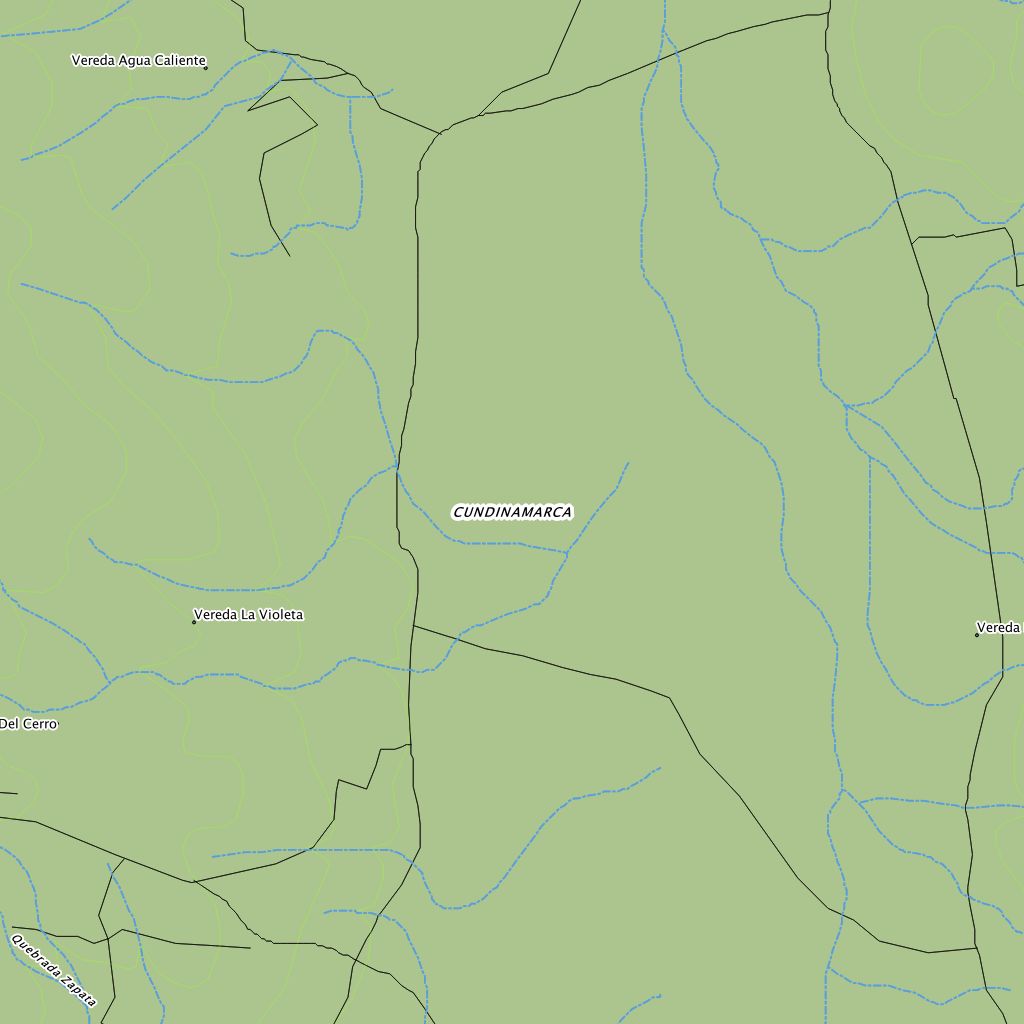 Vereda Agua Caliente
CUNDINAMARCA
Vereda La Violeta
Vereda
Del Cerro
Quebrada Zapata